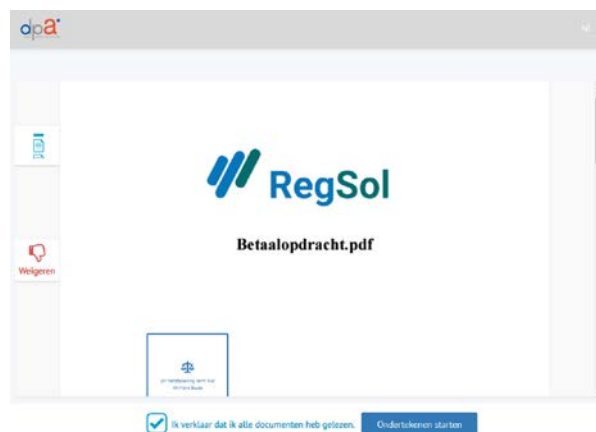 dpa
RegSol
Betaalopdracht.pdf
Weigeren
Ik verklaar dat ik alle documenten heb gelezen.
Ondertekenen starten